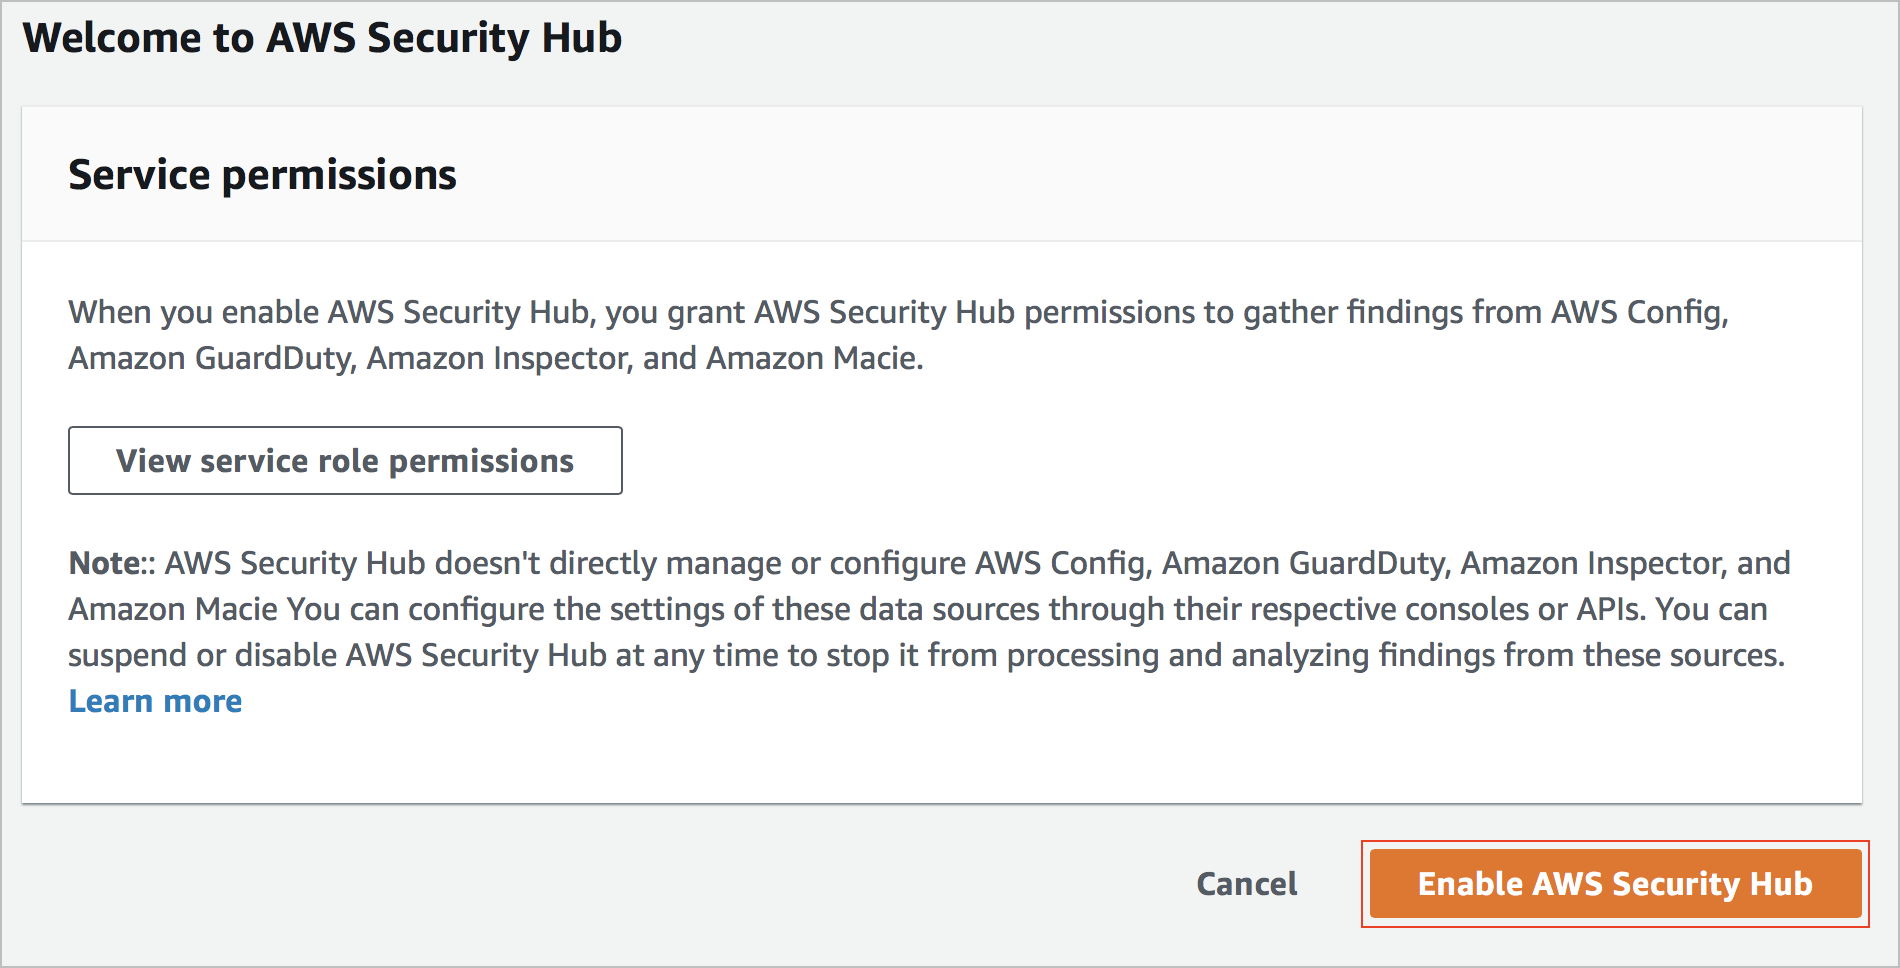 Welcome to AWS Security Hub
Service permissions
When you enable AWS Security Hub, you grant AWS Security Hub permissions to gather findings from AWS Config,
Amazon GuardDuty, Amazon Inspector, and Amazon Macie.
View service role permissions
Note:: AWS Security Hub doesn't directly manage or configure AWS Config, Amazon GuardDuty, Amazon Inspector, and
Amazon Macie You can configure the settings of these data sources through their respective consoles or APIs. You can
suspend or disable AWS Security Hub at any time to stop it from processing and analyzing findings from these sources.
Learn more
Cancel
Enable AWS Security Hub